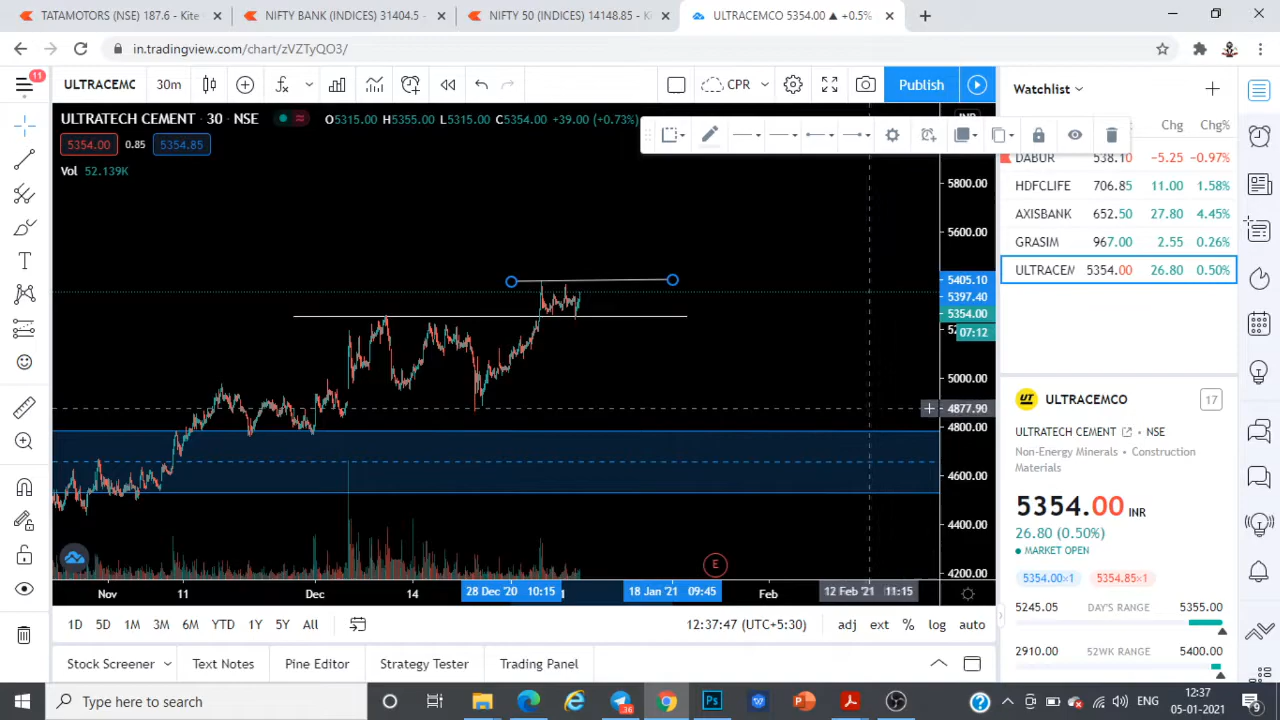 TATAMOTORS (NSE) 187.6 - Kite
NIFTY BANK (INDICES) 31404.5 -
NIFTY 50 (INDICES) 14148.85 - Ki
ULTRACEMCO 5354.00 ▲ +0.5%
in.tradingview.com/chart/zVZTyQO3/
11
ULTRACEMC
30m
CPR
Publish
Watchlist
ULTRATECH CEMENT · 30 · NSE
O5315.00 H5355.00 L5315.00 C5354.00 +39.00 (+0.73%)
Chg
Chg%
5354.00
0.85
5354.85
DABUR 538.10 −5.25 −0.97%
Vol 52.139K
5800.00
HDFCLIFE 706.85 11.00 1.58%
AXISBANK 652.50 27.80 4.45%
5600.00
GRASIM 967.00 2.55 0.26%
ULTRACEM 5354.00 26.80 0.50%
5405.10
5397.40
5354.00
07:12
5000.00
4877.90
4800.00
4600.00
4400.00
4200.00
ULTRACEMCO
17
ULTRATECH CEMENT • NSE
Non-Energy Minerals • Construction
Materials
5354.00 INR
26.80 (0.50%)
MARKET OPEN
5354.00×1
5354.85×1
5245.05 DAY'S RANGE 5355.00
2910.00 52WK RANGE 5400.00
E
Nov
11
Dec
14
28 Dec '20 10:15
18 Jan '21 09:45
Feb
12 Feb '21 11:15
1D 5D 1M 3M 6M YTD 1Y 5Y All
12:37:47 (UTC+5:30)
adj ext % log auto
Stock Screener
Text Notes
Pine Editor
Strategy Tester
Trading Panel
Type here to search
ENG
12:37
05-01-2021